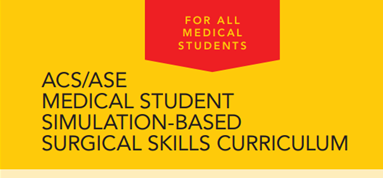 FOR ALL
MEDICAL
STUDENTS
ACS/ASE
MEDICAL STUDENT
SIMULATION-BASED
SURGICAL SKILLS CURRICULUM